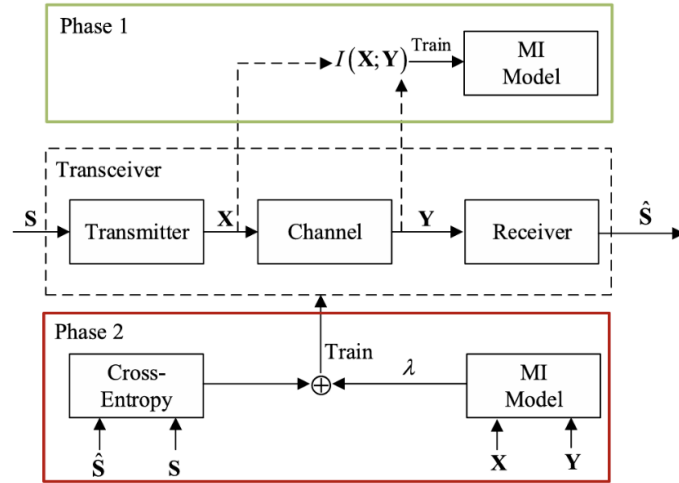 Phase 1
I(X;Y)
Train
MI
Model
Transceiver
S
Transmitter
X
Channel
Y
Receiver
Ŝ
Phase 2
Train
Cross-
Entropy
λ
MI
Model
Ŝ
S
X
Y